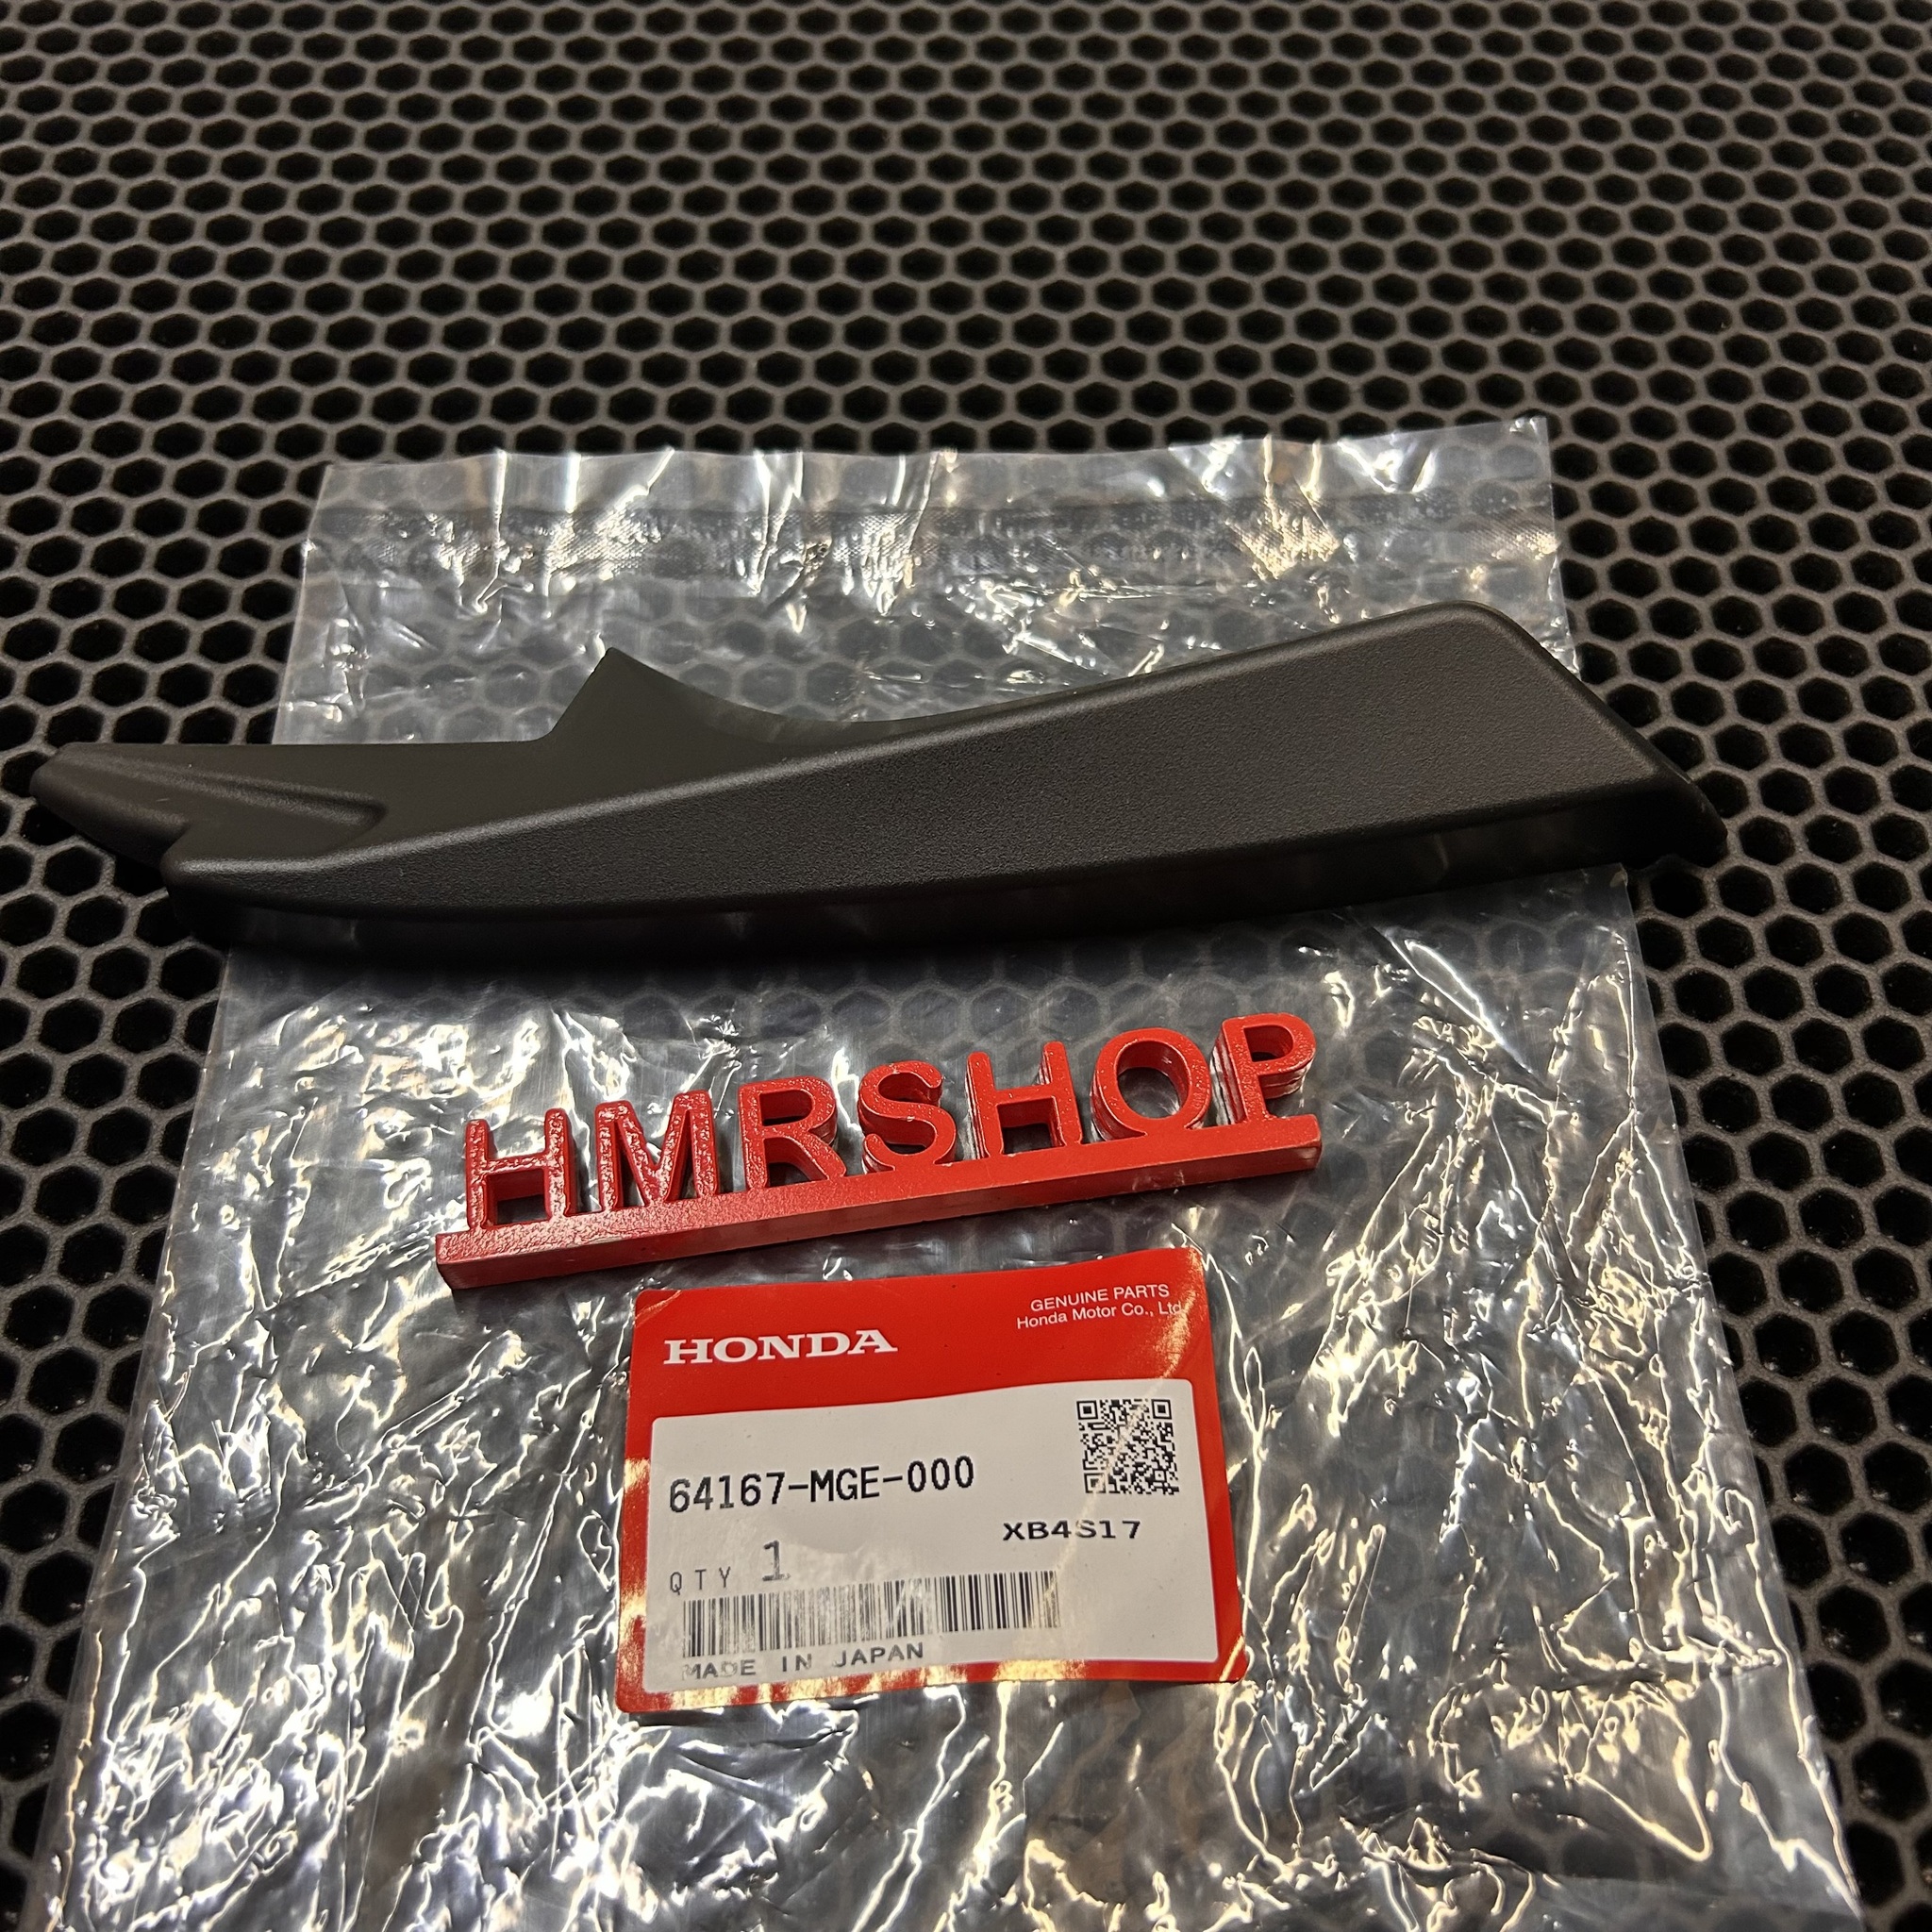 HMRSHOP
GENUINE PARTS
Honda Motor Co., Ltd.
HONDA
64167-MGE-000
XB4S17
QTY 1
MADE IN JAPAN